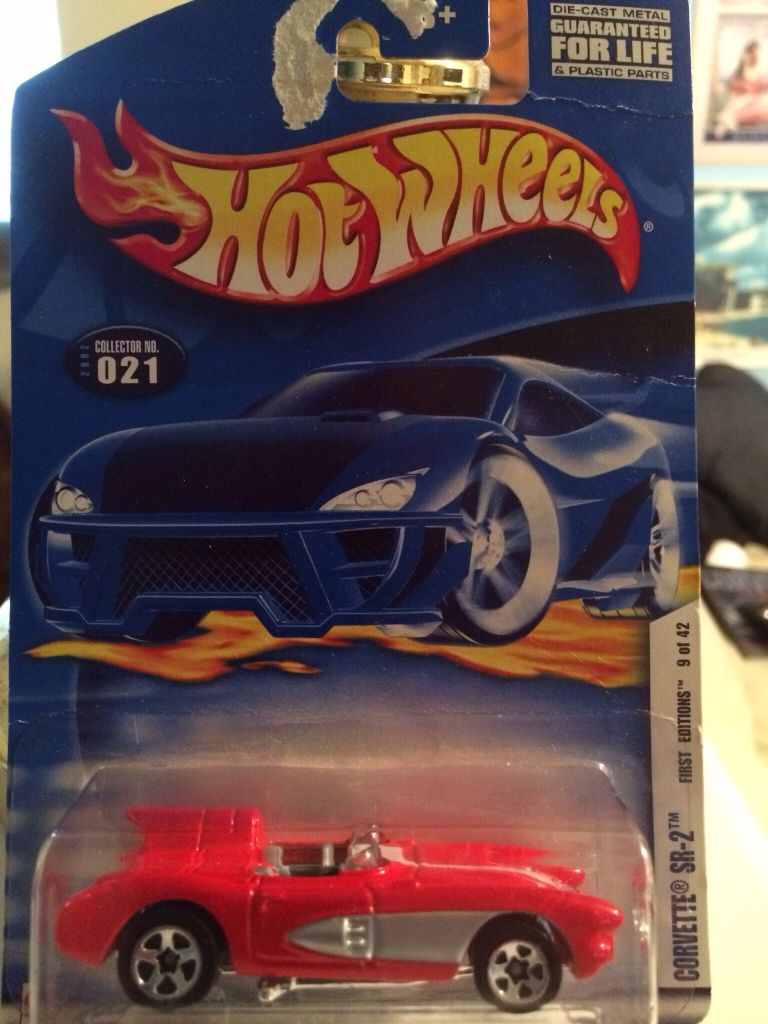 +
DIE-CAST METAL
GUARANTEED
FOR LIFE
& PLASTIC PARTS
HOT WHEELS®
2002
COLLECTOR NO.
021
CORVETTE® SR-2™ FIRST EDITIONS™ 9 of 42